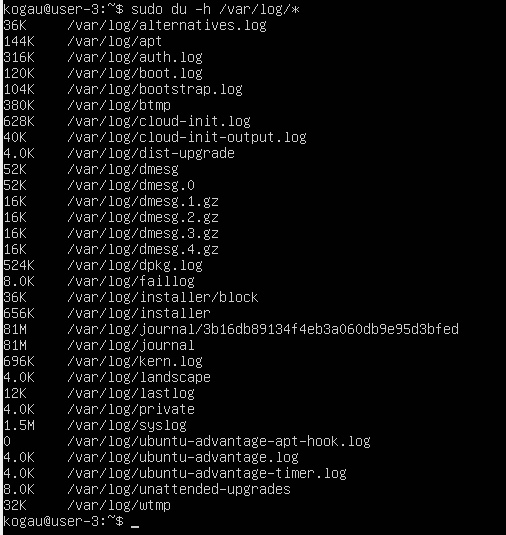 kogau@user-3:~$ sudo du -h /var/log/*
36K /var/log/alternatives.log
144K /var/log/apt
316K /var/log/auth.log
120K /var/log/boot.log
104K /var/log/bootstrap.log
380K /var/log/btmp
628K /var/log/cloud-init.log
40K /var/log/cloud-init-output.log
4.0K /var/log/dist-upgrade
52K /var/log/dmesg
52K /var/log/dmesg.0
16K /var/log/dmesg.1.gz
16K /var/log/dmesg.2.gz
16K /var/log/dmesg.3.gz
16K /var/log/dmesg.4.gz
524K /var/log/dpkg.log
8.0K /var/log/faillog
36K /var/log/installer/block
656K /var/log/installer
81M /var/log/journal/3b16db89134f4eb3a060db9e95d3bfed
81M /var/log/journal
696K /var/log/kern.log
4.0K /var/log/landscape
12K /var/log/lastlog
4.0K /var/log/private
1.5M /var/log/syslog
0 /var/log/ubuntu-advantage-apt-hook.log
4.0K /var/log/ubuntu-advantage.log
4.0K /var/log/ubuntu-advantage-timer.log
8.0K /var/log/unattended-upgrades
32K /var/log/wtmp
kogau@user-3:~$ _